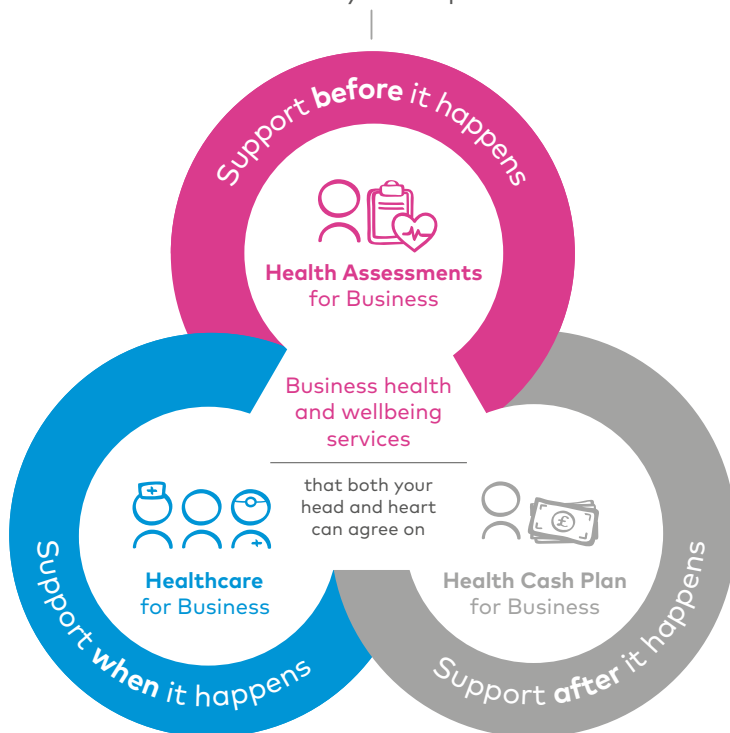 Support before it happens
Health Assessments
for Business
Business health
and wellbeing
services
that both your
head and heart
can agree on
Healthcare
for Business
Support when it happens
£
Health Cash Plan
for Business
Support after it happens